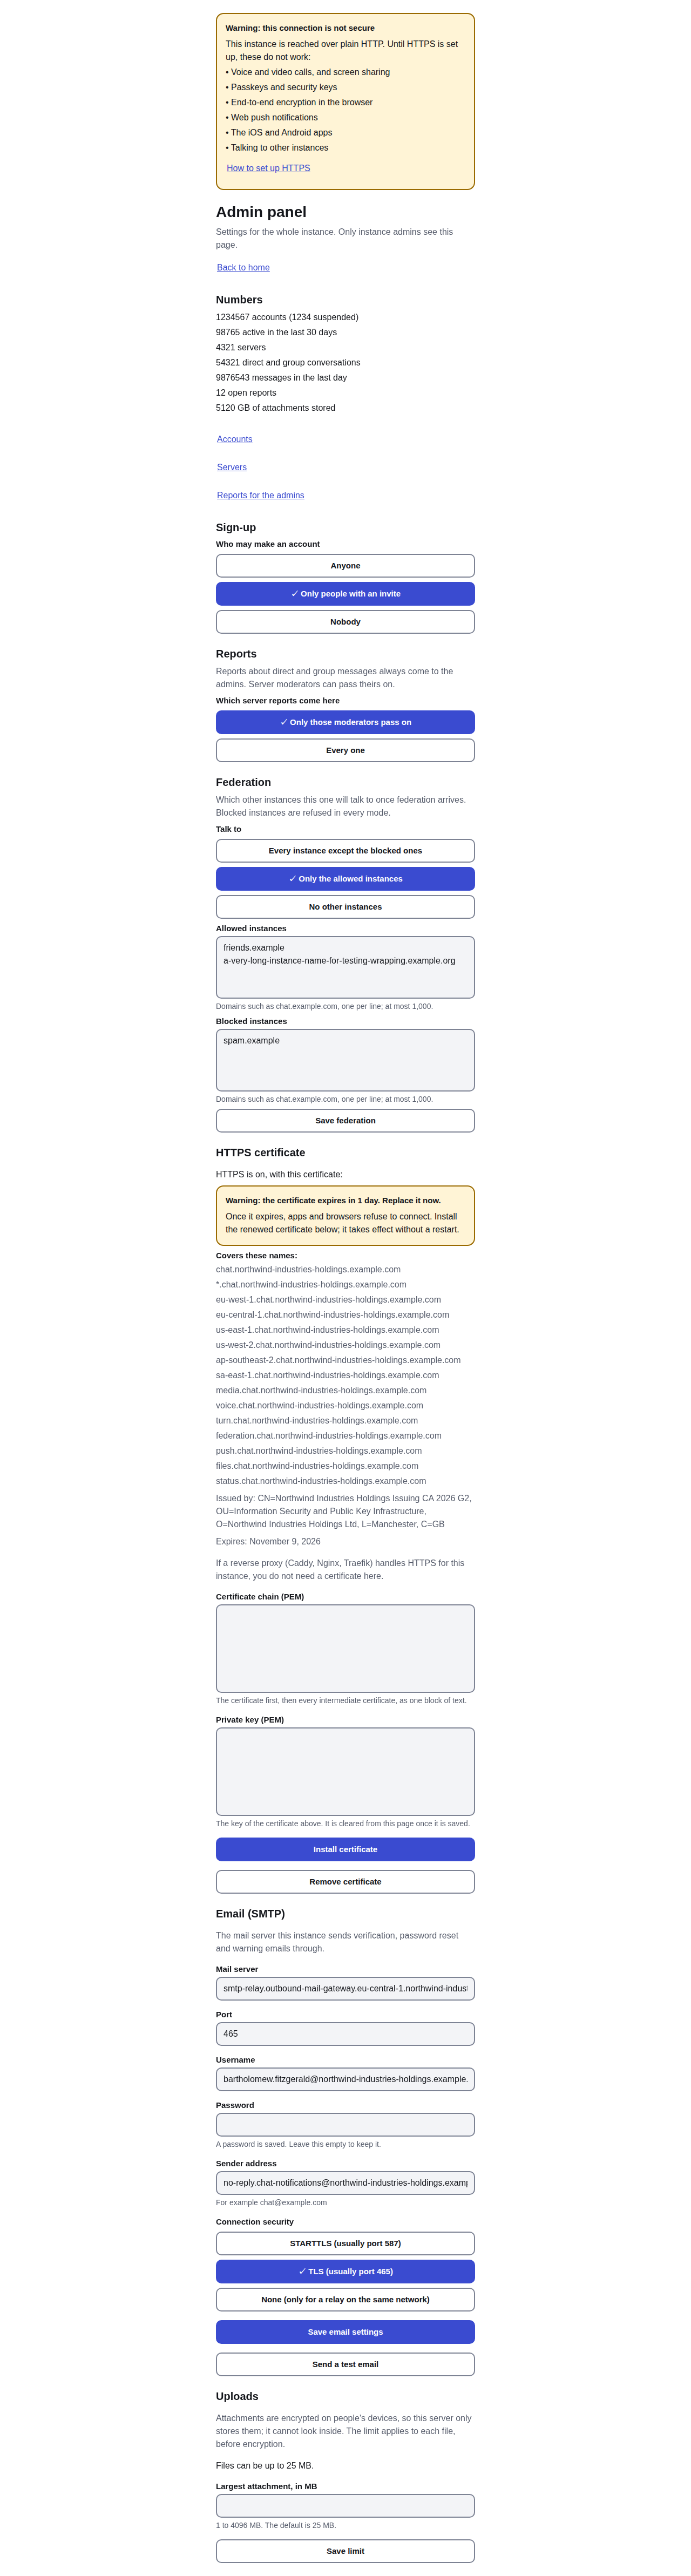 Warning: this connection is not secure
This instance is reached over plain HTTP. Until HTTPS is set
up, these do not work:
• Voice and video calls, and screen sharing
• Passkeys and security keys
• End-to-end encryption in the browser
• Web push notifications
• The iOS and Android apps
• Talking to other instances
How to set up HTTPS
Admin panel
Settings for the whole instance. Only instance admins see this
page.
Back to home
Numbers
1234567 accounts (1234 suspended)
98765 active in the last 30 days
4321 servers
54321 direct and group conversations
9876543 messages in the last day
12 open reports
5120 GB of attachments stored
Accounts
Servers
Reports for the admins
Sign-up
Who may make an account
Anyone
✓ Only people with an invite
Nobody
Reports
Reports about direct and group messages always come to the
admins. Server moderators can pass theirs on.
Which server reports come here
✓ Only those moderators pass on
Every one
Federation
Which other instances this one will talk to once federation arrives.
Blocked instances are refused in every mode.
Talk to
Every instance except the blocked ones
✓ Only the allowed instances
No other instances
Allowed instances
friends.example
a-very-long-instance-name-for-testing-wrapping.example.org
Domains such as chat.example.com, one per line; at most 1,000.
Blocked instances
spam.example
Domains such as chat.example.com, one per line; at most 1,000.
Save federation
HTTPS certificate
HTTPS is on, with this certificate:
Warning: the certificate expires in 1 day. Replace it now.
Once it expires, apps and browsers refuse to connect. Install
the renewed certificate below; it takes effect without a restart.
Covers these names:
chat.northwind-industries-holdings.example.com
*.chat.northwind-industries-holdings.example.com
eu-west-1.chat.northwind-industries-holdings.example.com
eu-central-1.chat.northwind-industries-holdings.example.com
us-east-1.chat.northwind-industries-holdings.example.com
us-west-2.chat.northwind-industries-holdings.example.com
ap-southeast-2.chat.northwind-industries-holdings.example.com
sa-east-1.chat.northwind-industries-holdings.example.com
media.chat.northwind-industries-holdings.example.com
voice.chat.northwind-industries-holdings.example.com
turn.chat.northwind-industries-holdings.example.com
federation.chat.northwind-industries-holdings.example.com
push.chat.northwind-industries-holdings.example.com
files.chat.northwind-industries-holdings.example.com
status.chat.northwind-industries-holdings.example.com
Issued by: CN=Northwind Industries Holdings Issuing CA 2026 G2,
OU=Information Security and Public Key Infrastructure,
O=Northwind Industries Holdings Ltd, L=Manchester, C=GB
Expires: November 9, 2026
If a reverse proxy (Caddy, Nginx, Traefik) handles HTTPS for this
instance, you do not need a certificate here.
Certificate chain (PEM)
The certificate first, then every intermediate certificate, as one block of text.
Private key (PEM)
The key of the certificate above. It is cleared from this page once it is saved.
Install certificate
Remove certificate
Email (SMTP)
The mail server this instance sends verification, password reset
and warning emails through.
Mail server
smtp-relay.outbound-mail-gateway.eu-central-1.northwind-indust
Port
465
Username
bartholomew.fitzgerald@northwind-industries-holdings.example.
Password
A password is saved. Leave this empty to keep it.
Sender address
no-reply.chat-notifications@northwind-industries-holdings.examp
For example chat@example.com
Connection security
STARTTLS (usually port 587)
✓ TLS (usually port 465)
None (only for a relay on the same network)
Save email settings
Send a test email
Uploads
Attachments are encrypted on people's devices, so this server only
stores them; it cannot look inside. The limit applies to each file,
before encryption.
Files can be up to 25 MB.
Largest attachment, in MB
1 to 4096 MB. The default is 25 MB.
Save limit